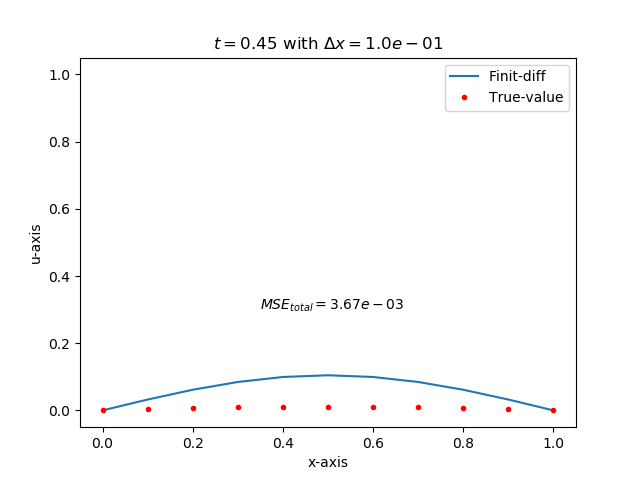 t = 0.45 with Δx = 1.0e − 01
1.0
Finit-diff
True-value
0.8
0.6
u-axis
0.4
MSE_total = 3.67e − 03
0.2
0.0
0.0 0.2 0.4 0.6 0.8 1.0
x-axis